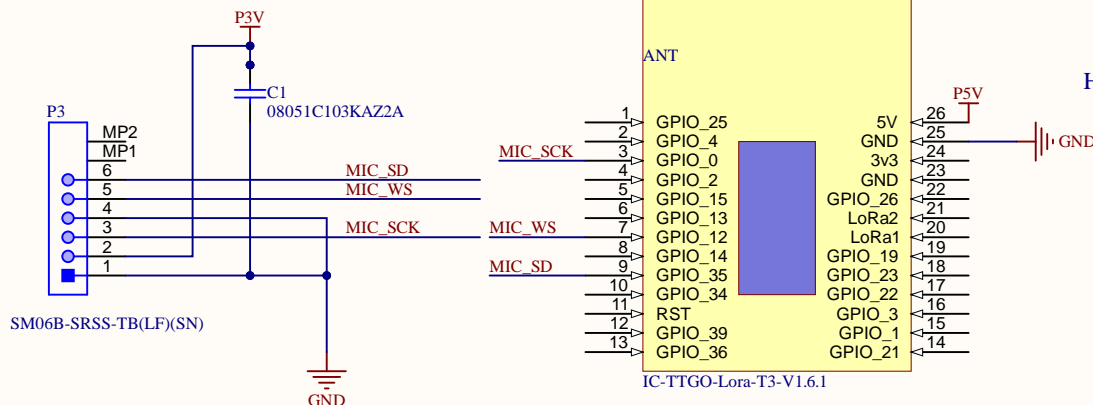 P3V
C1
08051C103KAZ2A
P3
MP2
MP1
6
5
4
3
2
1
MIC_SD
MIC_WS
MIC_SCK
SM06B-SRSS-TB(LF)(SN)
GND
MIC_SCK
MIC_WS
MIC_SD
ANT
1 GPIO_25
2 GPIO_4
3 GPIO_0
4 GPIO_2
5 GPIO_15
6 GPIO_13
7 GPIO_12
8 GPIO_14
9 GPIO_35
10 GPIO_34
11 RST
12 GPIO_39
13 GPIO_36
5V 26
GND 25
3v3 24
GND 23
GPIO_26 22
LoRa2 21
LoRa1 20
GPIO_19 19
GPIO_23 18
GPIO_22 17
GPIO_3 16
GPIO_1 15
GPIO_21 14
IC-TTGO-Lora-T3-V1.6.1
P5V
GND
H